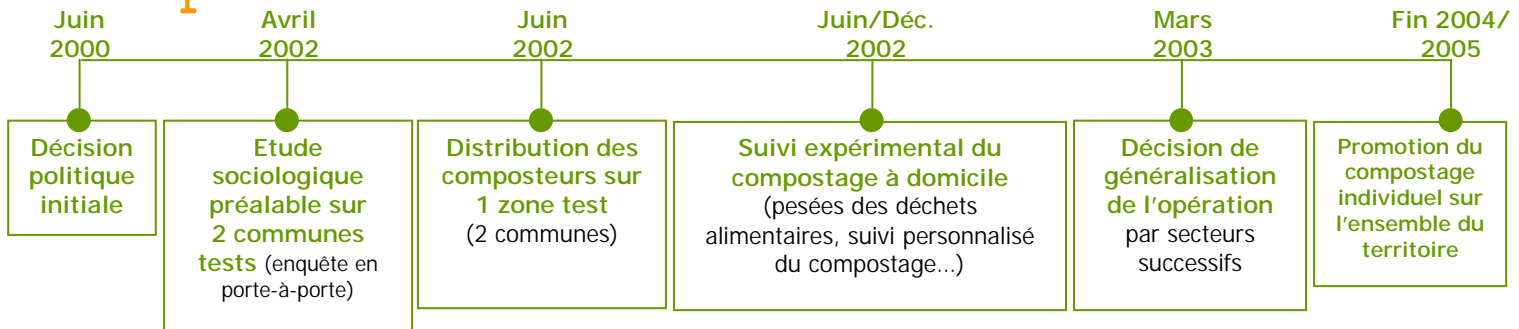 Juin
2000
Avril
2002
Juin
2002
Juin/Déc.
2002
Mars
2003
Fin 2004/
2005
Décision
politique
initiale
Etude
sociologique
préalable sur
2 communes
tests (enquête en
porte-à-porte)
Distribution des
composteurs sur
1 zone test
(2 communes)
Suivi expérimental du
compostage à domicile
(pesées des déchets
alimentaires, suivi personnalisé
du compostage...)
Décision de
généralisation
de l'opération
par secteurs
successifs
Promotion du
compostage
individuel sur
l'ensemble du
territoire